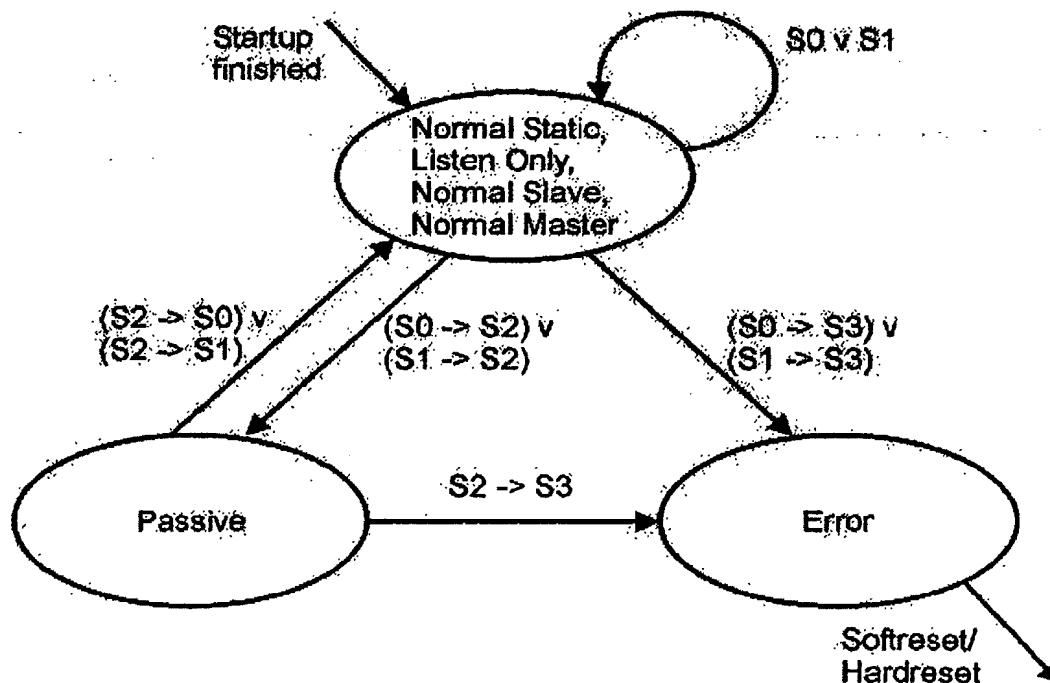 Startup
finished
S0 v S1
Normal Static,
Listen Only,
Normal Slave,
Normal Master
(S2 -> S0) v
(S2 -> S1)
(S0 -> S2) v
(S1 -> S2)
(S0 -> S3) v
(S1 -> S3)
S2 -> S3
Passive
Error
Softreset/
Hardreset